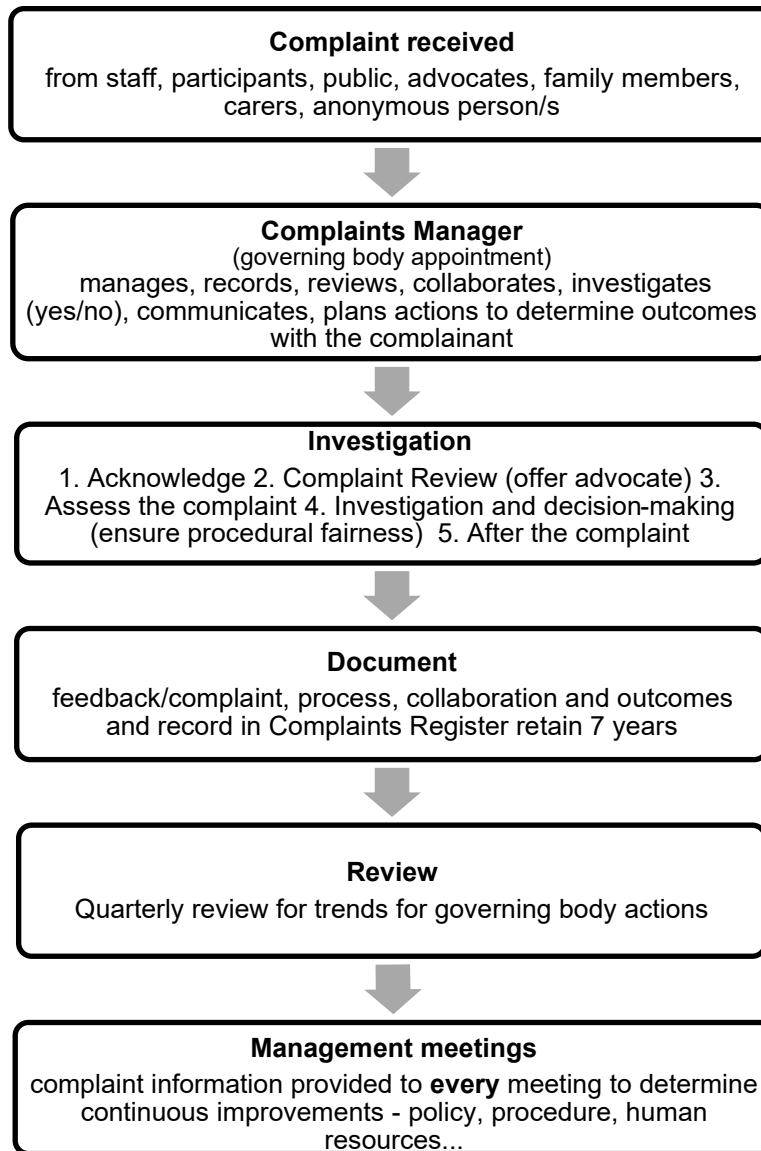 Complaint received
from staff, participants, public, advocates, family members,
carers, anonymous person/s
Complaints Manager
(governing body appointment)
manages, records, reviews, collaborates, investigates
(yes/no), communicates, plans actions to determine outcomes
with the complainant
Investigation
1. Acknowledge 2. Complaint Review (offer advocate) 3.
Assess the complaint 4. Investigation and decision-making
(ensure procedural fairness)  5. After the complaint
Document
feedback/complaint, process, collaboration and outcomes
and record in Complaints Register retain 7 years
Review
Quarterly review for trends for governing body actions
Management meetings
complaint information provided to every meeting to determine
continuous improvements - policy, procedure, human
resources...